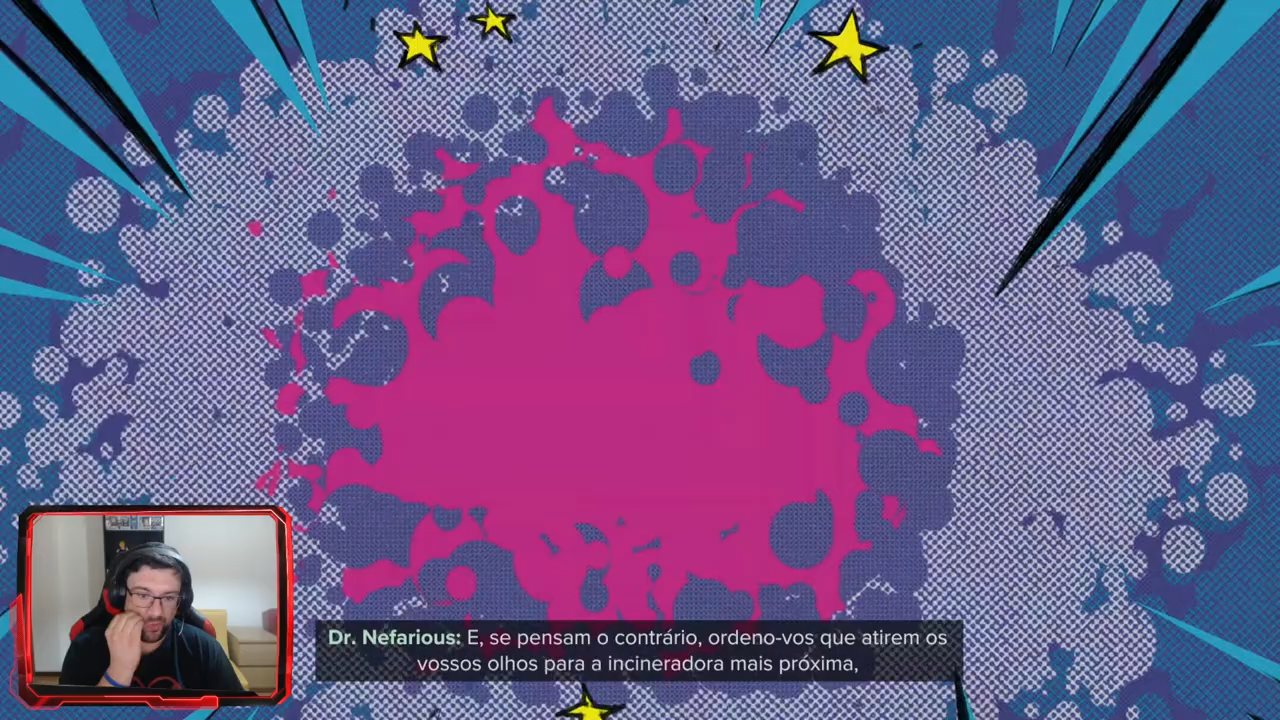 Dr. Nefarious: E, se pensam o contrário, ordeno-vos que atirem os
vossos olhos para a incineradora mais próxima,